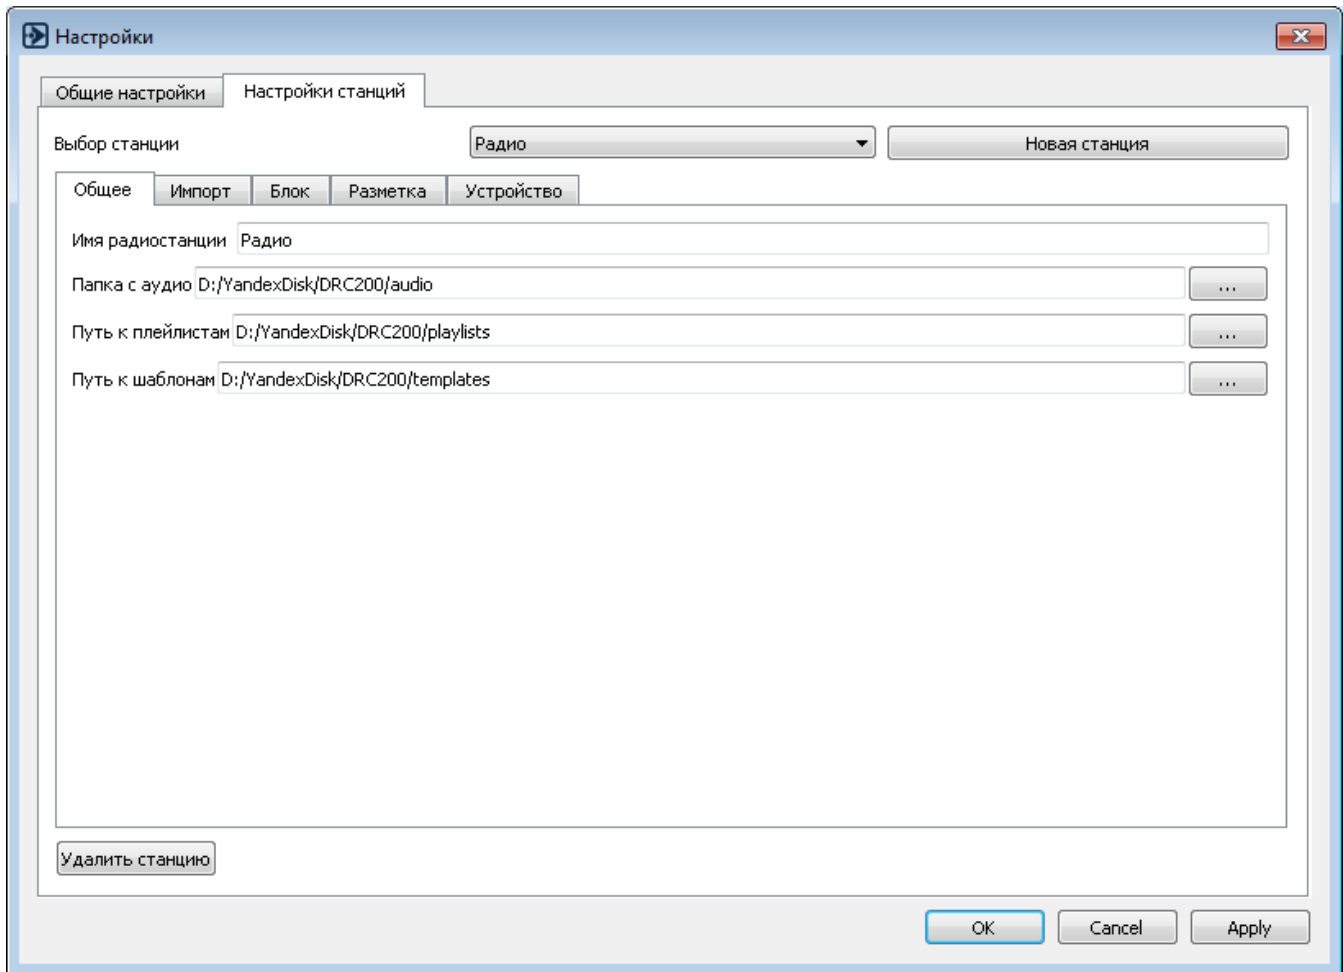 Настройки
Общие настройки Настройки станций
Выбор станции Радио Новая станция
Общее Импорт Блок Разметка Устройство
Имя радиостанции Радио
Папка с аудио D:/YandexDisk/DRC200/audio ...
Путь к плейлистам D:/YandexDisk/DRC200/playlists ...
Путь к шаблонам D:/YandexDisk/DRC200/templates ...
Удалить станцию
OK Cancel Apply